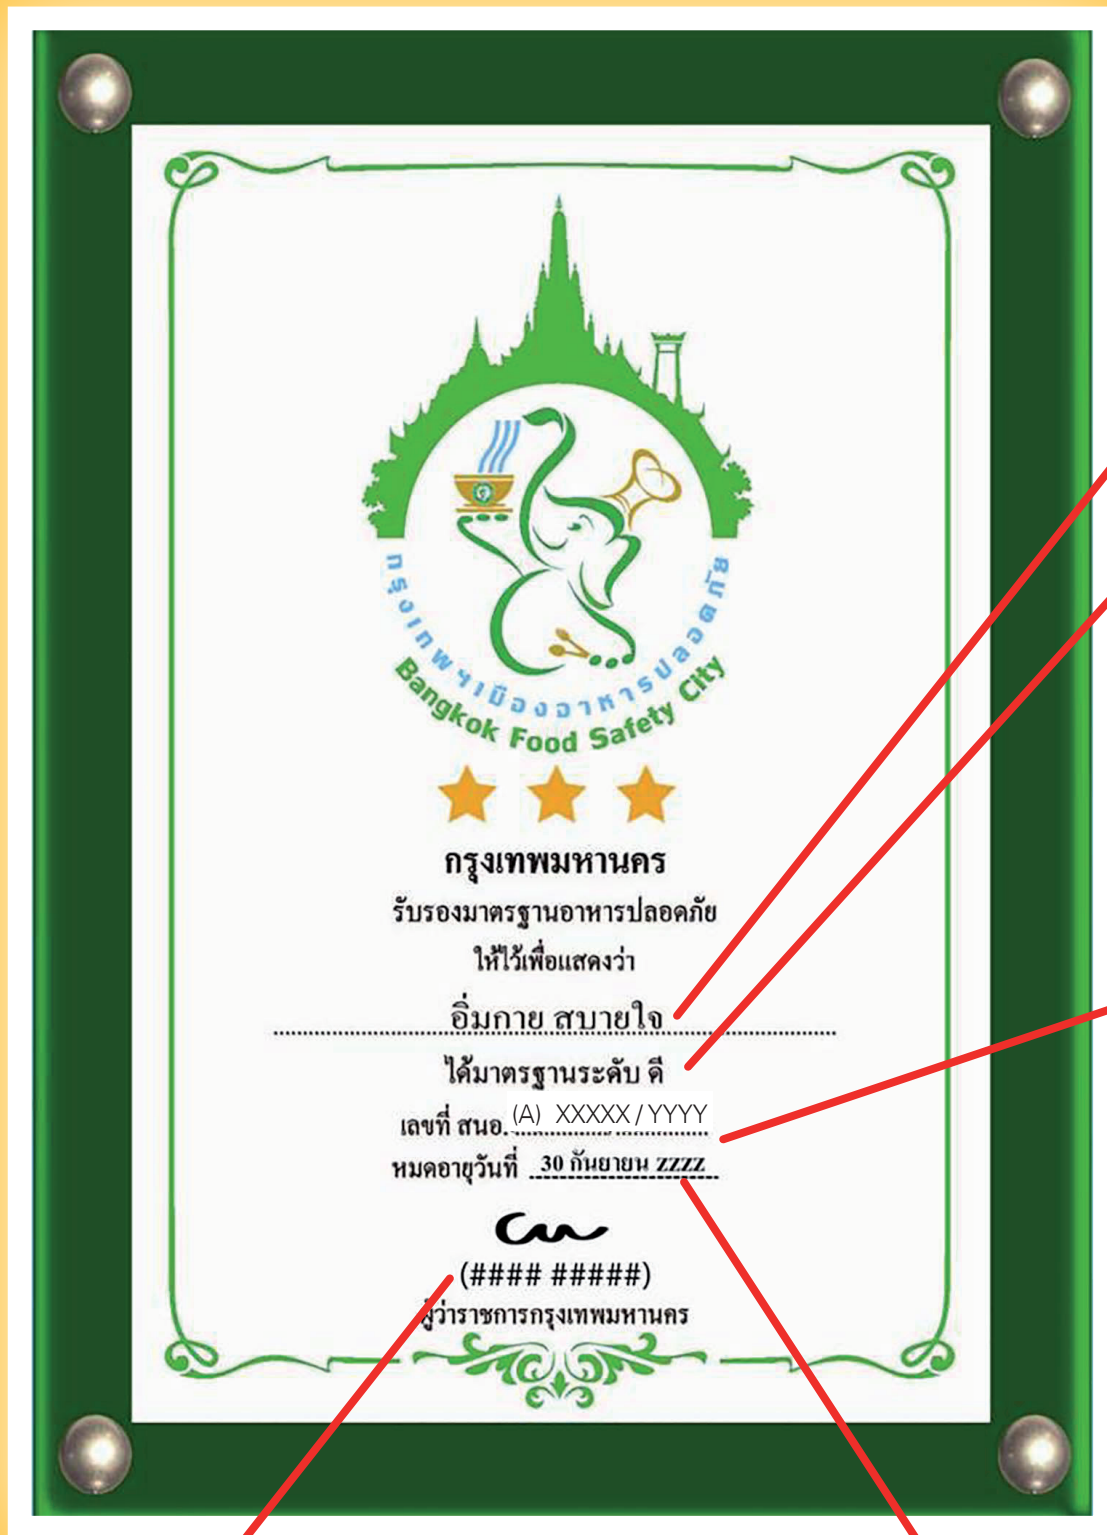 กรุงเทพฯเมืองอาหารปลอดภัย
Bangkok Food Safety City
กรุงเทพมหานคร
รับรองมาตรฐานอาหารปลอดภัย
ให้ไว้เพื่อแสดงว่า
อิ่มกาย สบายใจ
ได้มาตรฐานระดับ ดี
เลขที่ สนอ. (A) XXXXX / YYYY
หมดอายุวันที่ 30 กันยายน ZZZZ
(#### #####)
ผู้ว่าราชการกรุงเทพมหานคร